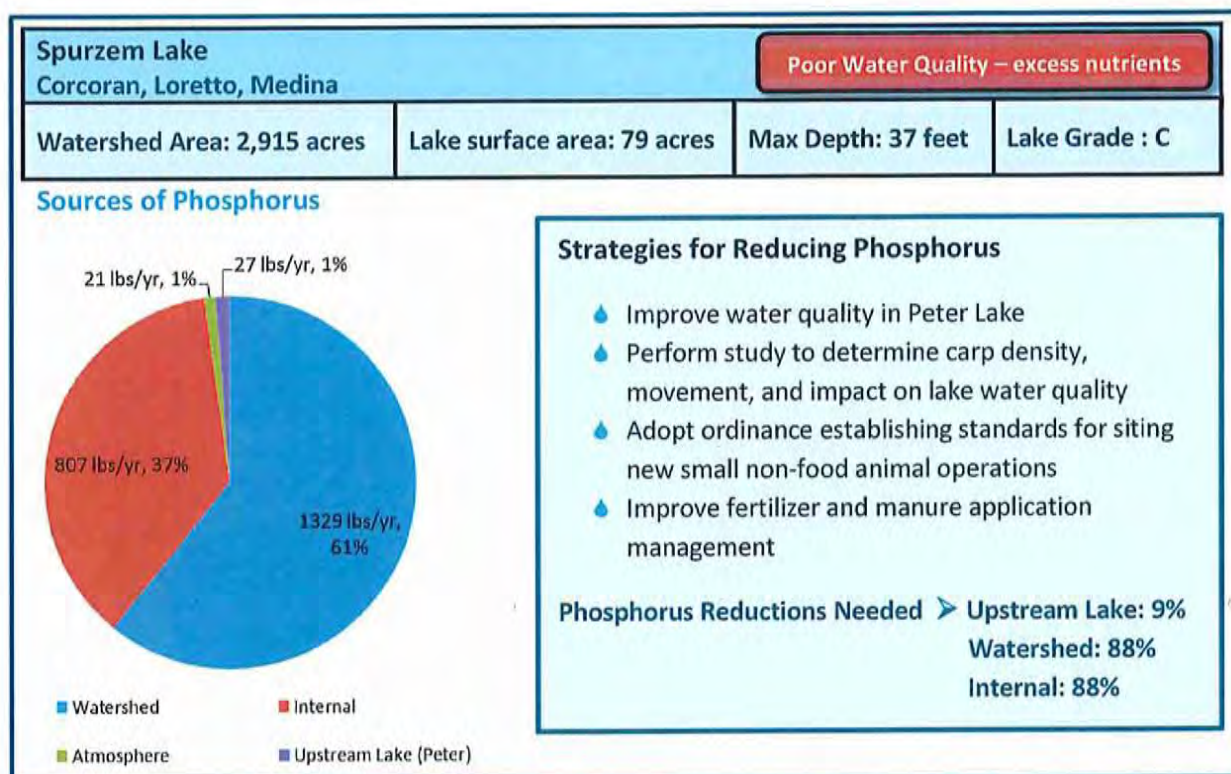 Spurzem Lake
Corcoran, Loretto, Medina
Poor Water Quality – excess nutrients
Watershed Area: 2,915 acres
Lake surface area: 79 acres
Max Depth: 37 feet
Lake Grade : C
Sources of Phosphorus
21 lbs/yr, 1%
27 lbs/yr, 1%
807 lbs/yr, 37%
1329 lbs/yr,
61%
Watershed
Internal
Atmosphere
Upstream Lake (Peter)
Strategies for Reducing Phosphorus
Improve water quality in Peter Lake
Perform study to determine carp density,
movement, and impact on lake water quality
Adopt ordinance establishing standards for siting
new small non-food animal operations
Improve fertilizer and manure application
management
Phosphorus Reductions Needed ➢ Upstream Lake: 9%
Watershed: 88%
Internal: 88%